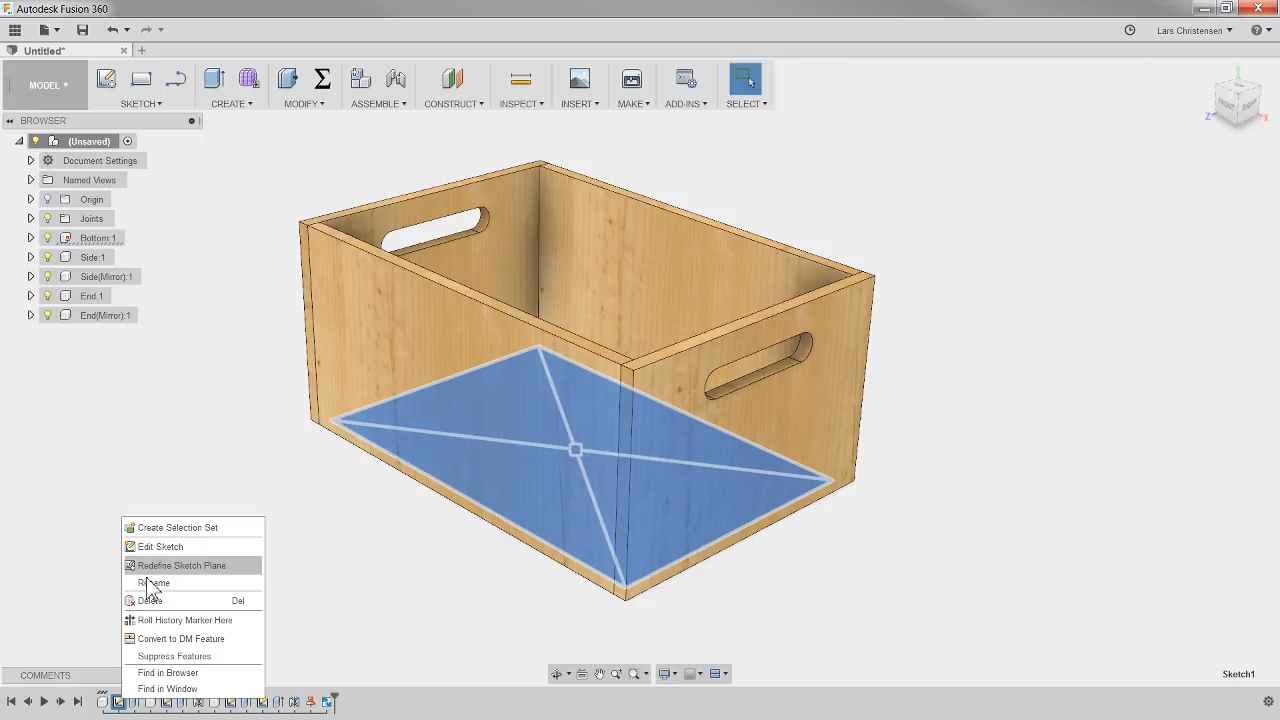 Autodesk Fusion 360
Lars Christensen
Untitled*
MODEL
SKETCH
CREATE
MODIFY
ASSEMBLE
CONSTRUCT
INSPECT
INSERT
MAKE
ADD-INS
SELECT
FRONT
RIGHT
Z
X
Y
BROWSER
(Unsaved)
Document Settings
Named Views
Origin
Joints
Bottom:1
Side:1
Side(Mirror):1
End:1
End(Mirror):1
Create Selection Set
Edit Sketch
Redefine Sketch Plane
Rename
Delete Del
Roll History Marker Here
Convert to DM Feature
Suppress Features
Find in Browser
Find in Window
COMMENTS
Sketch1